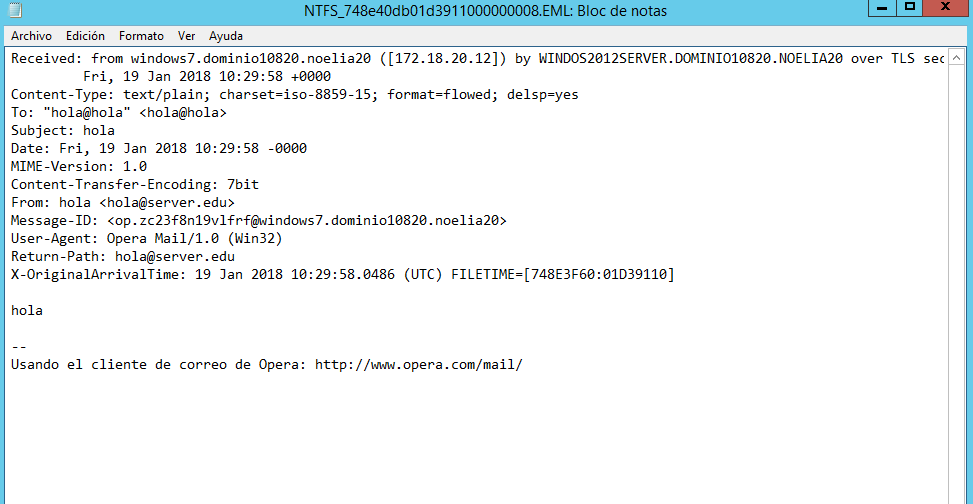 NTFS_748e40db01d3911000000008.EML: Bloc de notas
Archivo Edición Formato Ver Ayuda
Received: from windows7.dominio10820.noelia20 ([172.18.20.12]) by WINDOS2012SERVER.DOMINIO10820.NOELIA20 over TLS sec
Fri, 19 Jan 2018 10:29:58 +0000
Content-Type: text/plain; charset=iso-8859-15; format=flowed; delsp=yes
To: "hola@hola" <hola@hola>
Subject: hola
Date: Fri, 19 Jan 2018 10:29:58 -0000
MIME-Version: 1.0
Content-Transfer-Encoding: 7bit
From: hola <hola@server.edu>
Message-ID: <op.zc23f8n19vlfrf@windows7.dominio10820.noelia20>
User-Agent: Opera Mail/1.0 (Win32)
Return-Path: hola@server.edu
X-OriginalArrivalTime: 19 Jan 2018 10:29:58.0486 (UTC) FILETIME=[748E3F60:01D39110]
hola
--
Usando el cliente de correo de Opera: http://www.opera.com/mail/